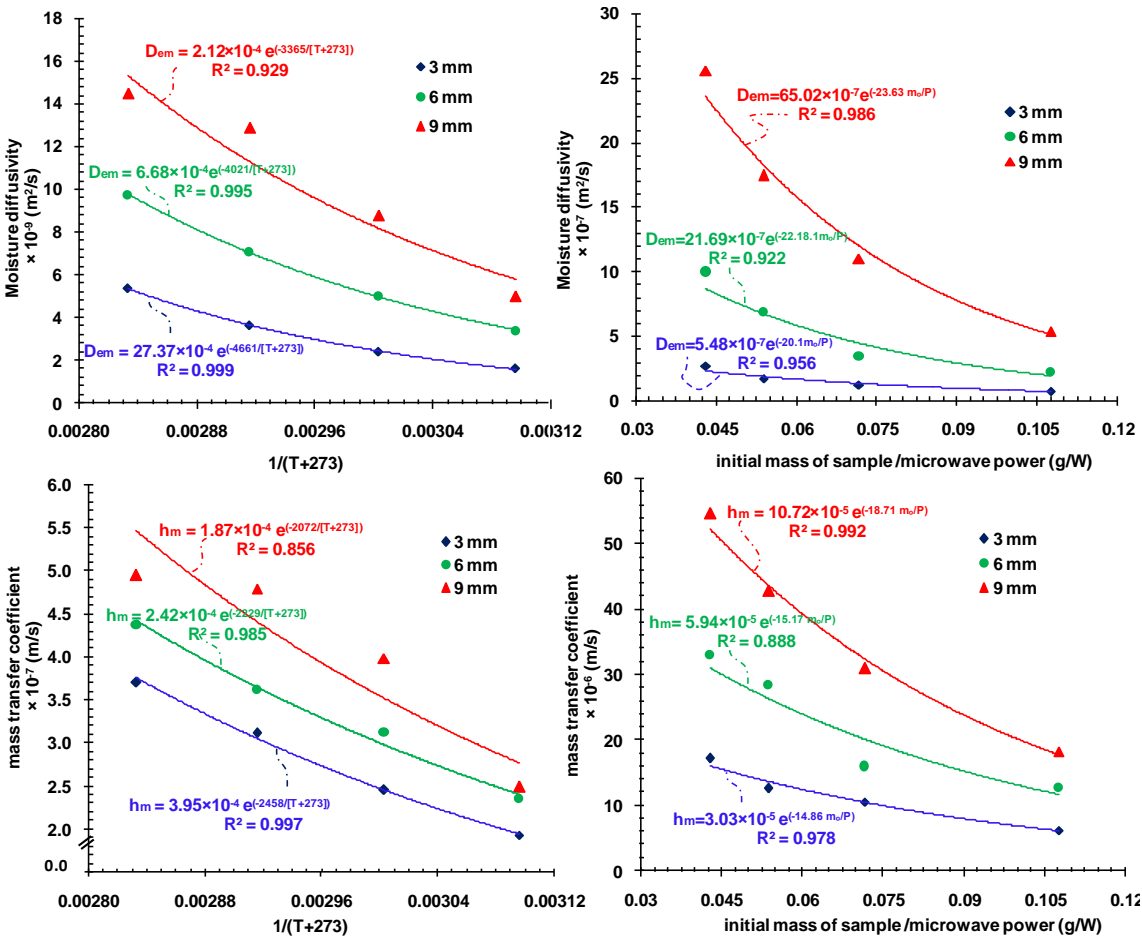 18
16
14
12
10
8
6
4
2
0
Moisture diffusivity
× 10⁻⁹ (m²/s)
Dem = 2.12×10⁻⁴ e(-3365/[T+273])
R² = 0.929
3 mm
6 mm
9 mm
Dem = 6.68×10⁻⁴e(-4021/[T+273])
R² = 0.995
Dem = 27.37×10⁻⁴ e(-4661/[T+273])
R² = 0.999
0.00280
0.00288
0.00296
0.00304
0.00312
1/(T+273)
30
25
20
15
10
5
0
Moisture diffusivity
× 10⁻⁷ (m²/s)
Dem=65.02×10⁻⁷e(-23.63 m₀/P)
R² = 0.986
3 mm
6 mm
9 mm
Dem=21.69×10⁻⁷e(-22.18.1m₀/P)
R² = 0.922
Dem=5.48×10⁻⁷e(-20.1m₀/P)
R² = 0.956
0.03
0.045
0.06
0.075
0.09
0.105
0.12
initial mass of sample/microwave power (g/W)
6.0
5.5
5.0
4.5
4.0
3.5
3.0
2.5
2.0
0.0
mass transfer coefficient
× 10⁻⁷ (m/s)
hm = 1.87×10⁻⁴ e(-2072/[T+273])
R² = 0.856
3 mm
6 mm
9 mm
hm = 2.42×10⁻⁴ e(-2229/[T+273])
R² = 0.985
hm = 3.95×10⁻⁴ e(-2458/[T+273])
R² = 0.997
0.00280
0.00288
0.00296
0.00304
0.00312
1/(T+273)
60
50
40
30
20
10
0
mass transfer coefficient
× 10⁻⁶ (m/s)
hm = 10.72×10⁻⁵ e(-18.71 m₀/P)
R² = 0.992
3 mm
6 mm
9 mm
hm= 5.94×10⁻⁵ e(-15.17 m₀/P)
R² = 0.888
hm=3.03×10⁻⁵ e(-14.86 m₀/P)
R² = 0.978
0.03
0.045
0.06
0.075
0.09
0.105
0.12
initial mass of sample/microwave power (g/W)